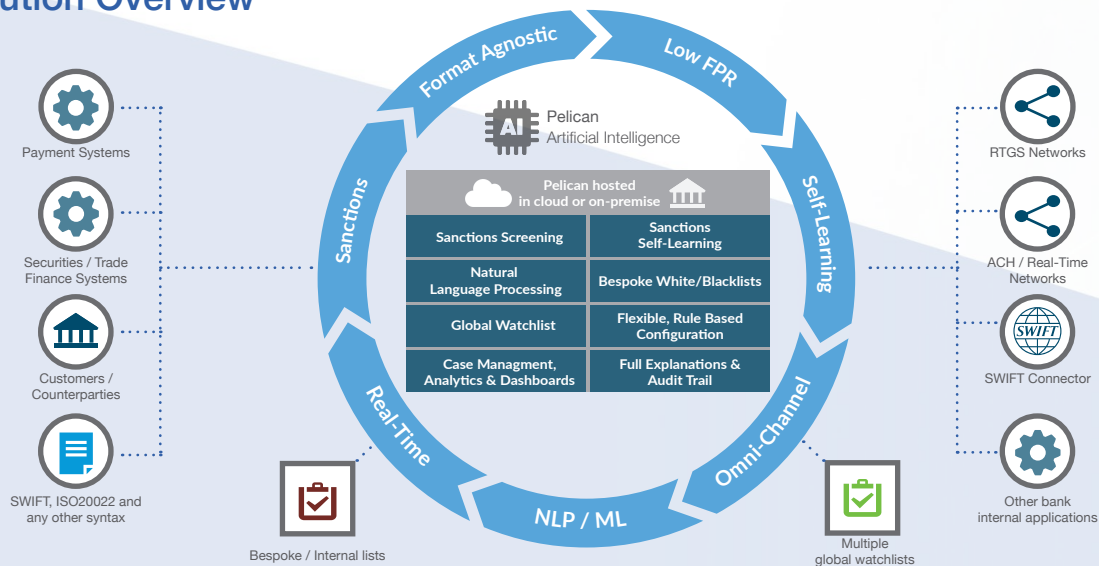 ution Overview
Format Agnostic
Low FPR
Self-Learning
Omni-Channel
NLP / ML
Real-Time
Sanctions
AI
Pelican
Artificial Intelligence
Pelican hosted
in cloud or on-premise
Sanctions Screening
Sanctions
Self-Learning
Natural
Language Processing
Bespoke White/Blacklists
Global Watchlist
Flexible, Rule Based
Configuration
Case Managment,
Analytics & Dashboards
Full Explanations &
Audit Trail
Payment Systems
Securities / Trade
Finance Systems
Customers /
Counterparties
SWIFT, ISO20022 and
any other syntax
Bespoke / Internal lists
Multiple
global watchlists
RTGS Networks
ACH / Real-Time
Networks
SWIFT
SWIFT Connector
Other bank
internal applications